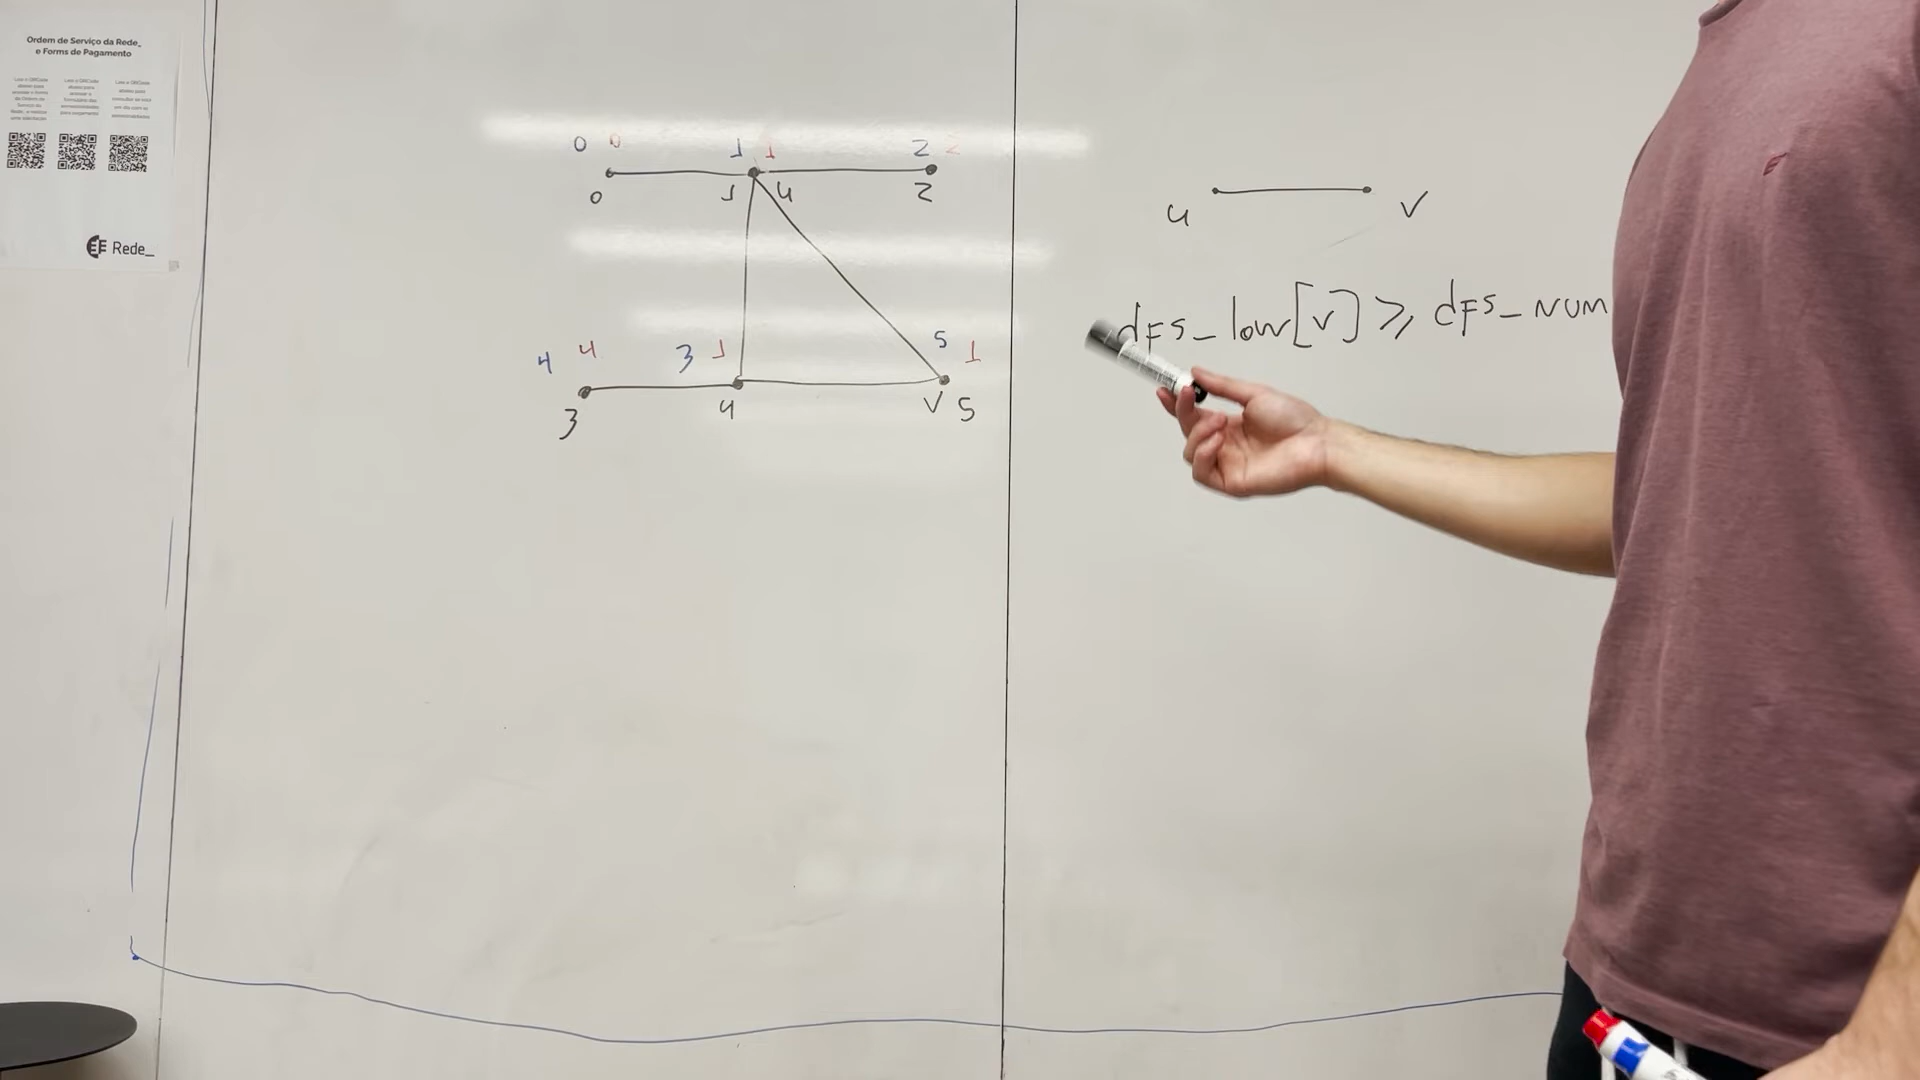 Ordem de Serviço da Rede_
e Forms de Pagamento
Rede_
0 0 1 1 2 2
0 1 u 2
u v
dFS_low[v] ⩾ dFS_NUM
4 4 3 1 5 1
3 4 v 5